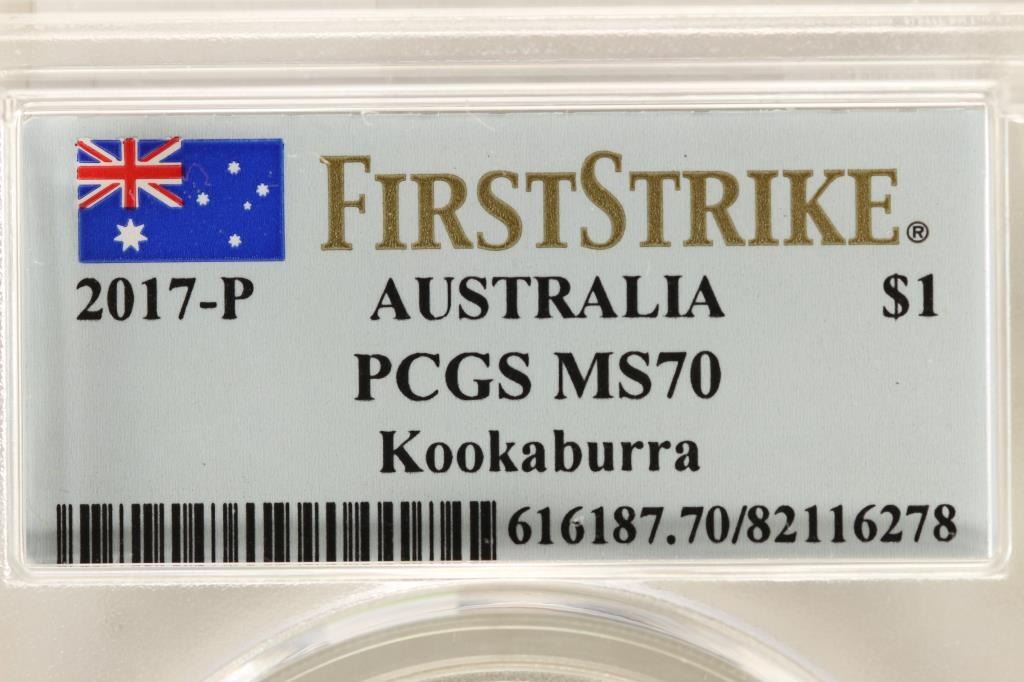 FIRSTSTRIKE®
2017-P AUSTRALIA $1
PCGS MS70
Kookaburra
616187.70/82116278